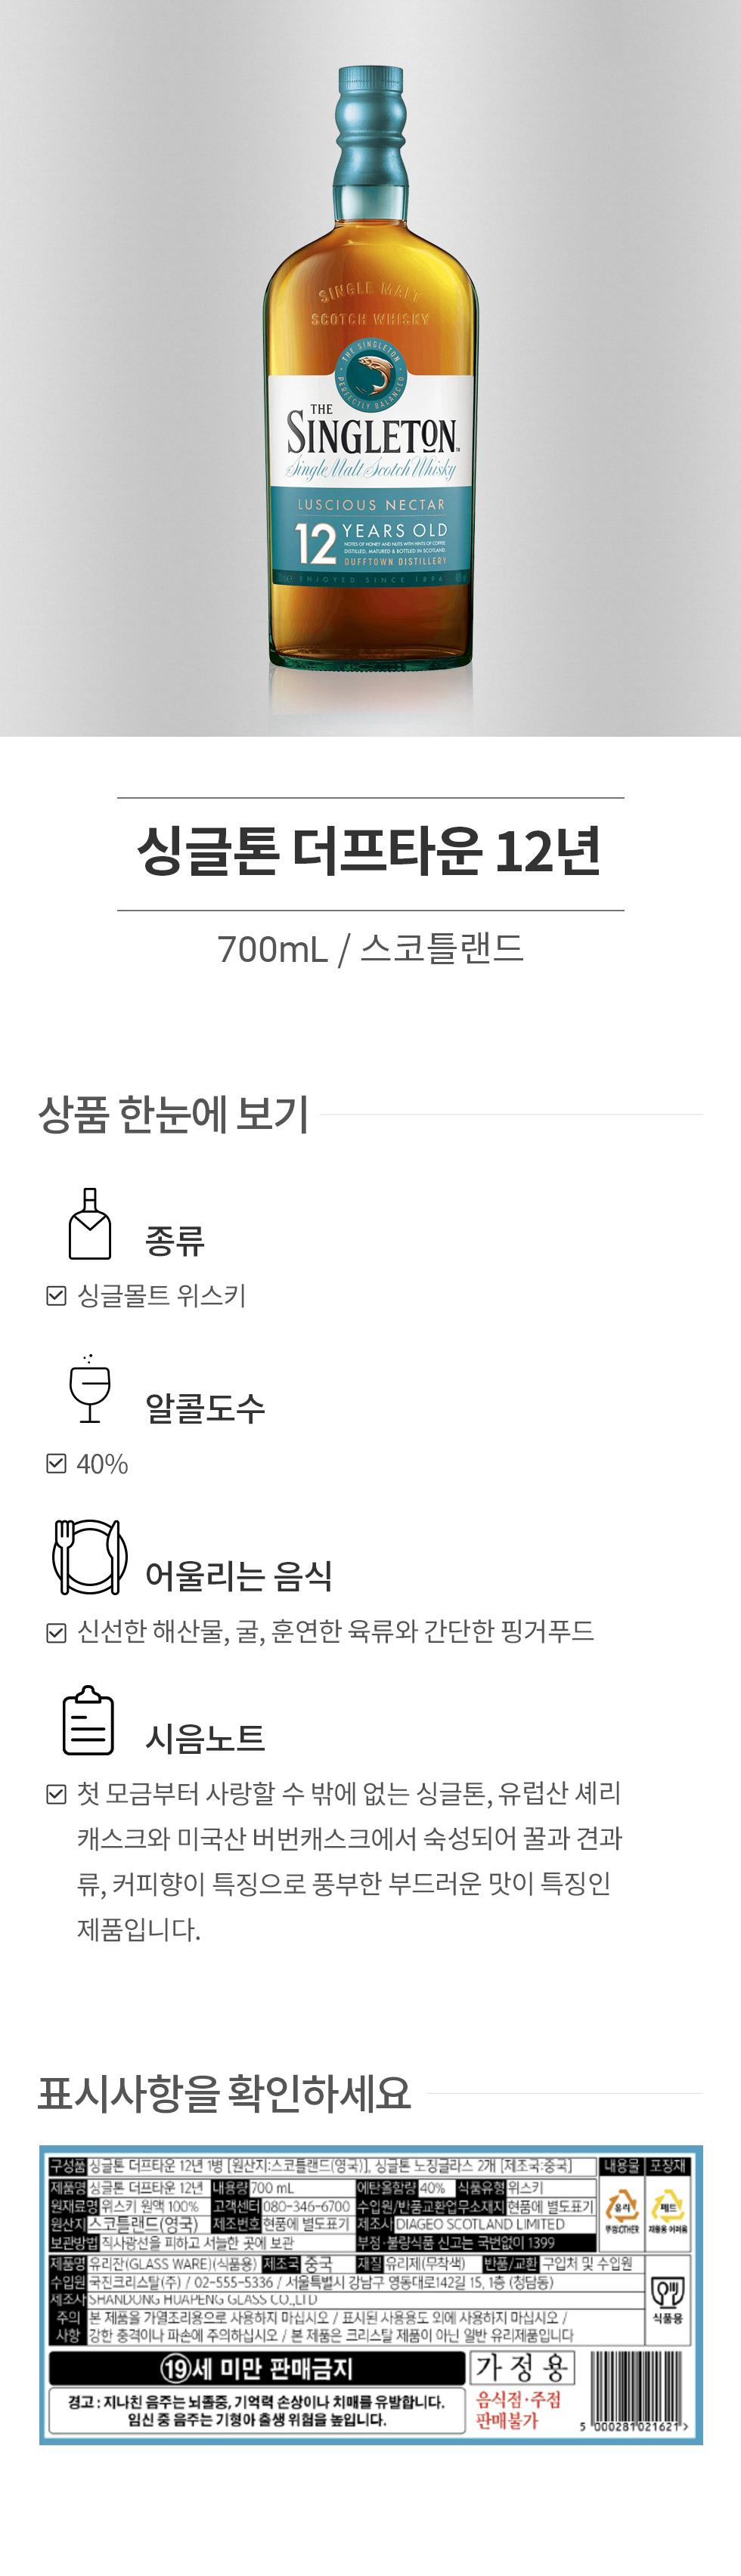 SINGLE MALT
SCOTCH WHISKY
THE SINGLETON
PERFECTLY BALANCED
THE
SINGLETON
Single Malt Scotch Whisky
LUSCIOUS NECTAR
12 YEARS OLD
NOTES OF HONEY AND NUTS WITH HINTS OF COFFEE
DISTILLED, MATURED & BOTTLED IN SCOTLAND
DUFFTOWN DISTILLERY
ENJOYED SINCE 1896
싱글톤 더프타운 12년
700mL / 스코틀랜드
상품 한눈에 보기
종류
싱글몰트 위스키
알콜도수
40%
어울리는 음식
신선한 해산물, 굴, 훈연한 육류와 간단한 핑거푸드
시음노트
첫 모금부터 사랑할 수 밖에 없는 싱글톤, 유럽산 셰리
캐스크와 미국산 버번캐스크에서 숙성되어 꿀과 견과
류, 커피향이 특징으로 풍부한 부드러운 맛이 특징인
제품입니다.
표시사항을 확인하세요
구성품 싱글톤 더프타운 12년 1병 [원산지:스코틀랜드(영국)], 싱글톤 노징글라스 2개 [제조국:중국] 내용물 포장재
제품명 싱글톤 더프타운 12년 내용량 700 mL 에탄올함량 40% 식품유형 위스키
원재료명 위스키 원액 100% 고객센터 080-346-6700 수입원/반품교환업무소재지 현품에 별도표기
원산지 스코틀랜드(영국) 제조번호 현품에 별도표기 제조사 DIAGEO SCOTLAND LIMITED
보관방법 직사광선을 피하고 서늘한 곳에 보관 부정·불량식품 신고는 국번없이 1399
유리
뚜껑:OTHER
페트
재활용 어려움
제품명 유리잔(GLASS WARE)(식품용) 제조국 중국 재질 유리제(무착색) 반품/교환 구입처 및 수입원
수입원 국진크리스탈(주) / 02-555-5336 / 서울특별시 강남구 영동대로142길 15, 1층 (청담동)
제조사 SHANDONG HUAPENG GLASS CO.,LTD
주의 본 제품을 가열조리용으로 사용하지 마십시오 / 표시된 사용용도 외에 사용하지 마십시오 /
사항 강한 충격이나 파손에 주의하십시오 / 본 제품은 크리스탈 제품이 아닌 일반 유리제품입니다
식품용
19세 미만 판매금지
가 정 용
경고 : 지나친 음주는 뇌졸중, 기억력 손상이나 치매를 유발합니다.
임신 중 음주는 기형아 출생 위험을 높입니다.
음식점·주점
판매불가
5 000281 021621 >